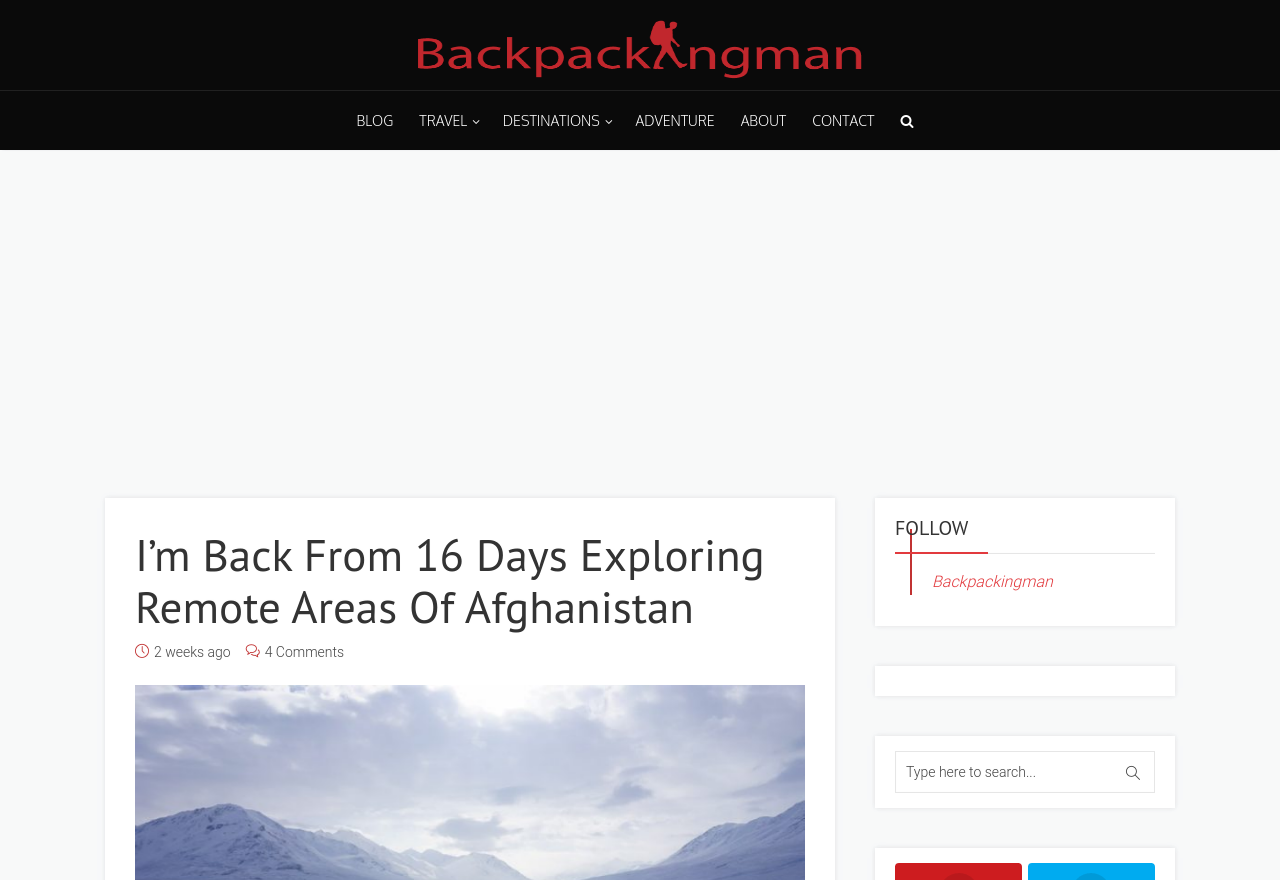 Backpackingman
BLOG
TRAVEL
DESTINATIONS
ADVENTURE
ABOUT
CONTACT
I’m Back From 16 Days Exploring
Remote Areas Of Afghanistan
2 weeks ago
4 Comments
FOLLOW
Backpackingman
Type here to search...